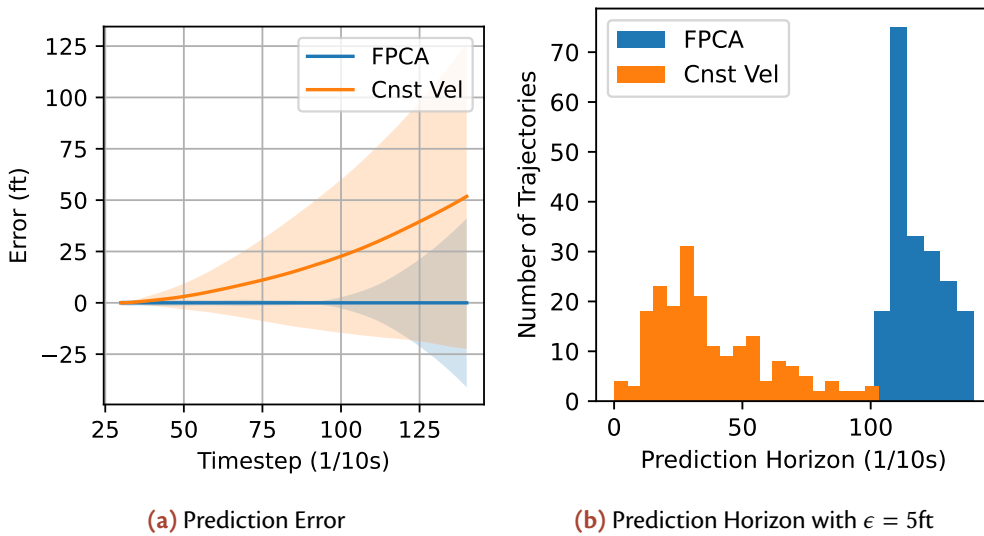 125
100
75
50
25
0
−25
25
50
75
100
125
Error (ft)
Timestep (1/10s)
FPCA
Cnst Vel
(a) Prediction Error
70
60
50
40
30
20
10
0
0
50
100
Number of Trajectories
Prediction Horizon (1/10s)
FPCA
Cnst Vel
(b) Prediction Horizon with ϵ = 5ft